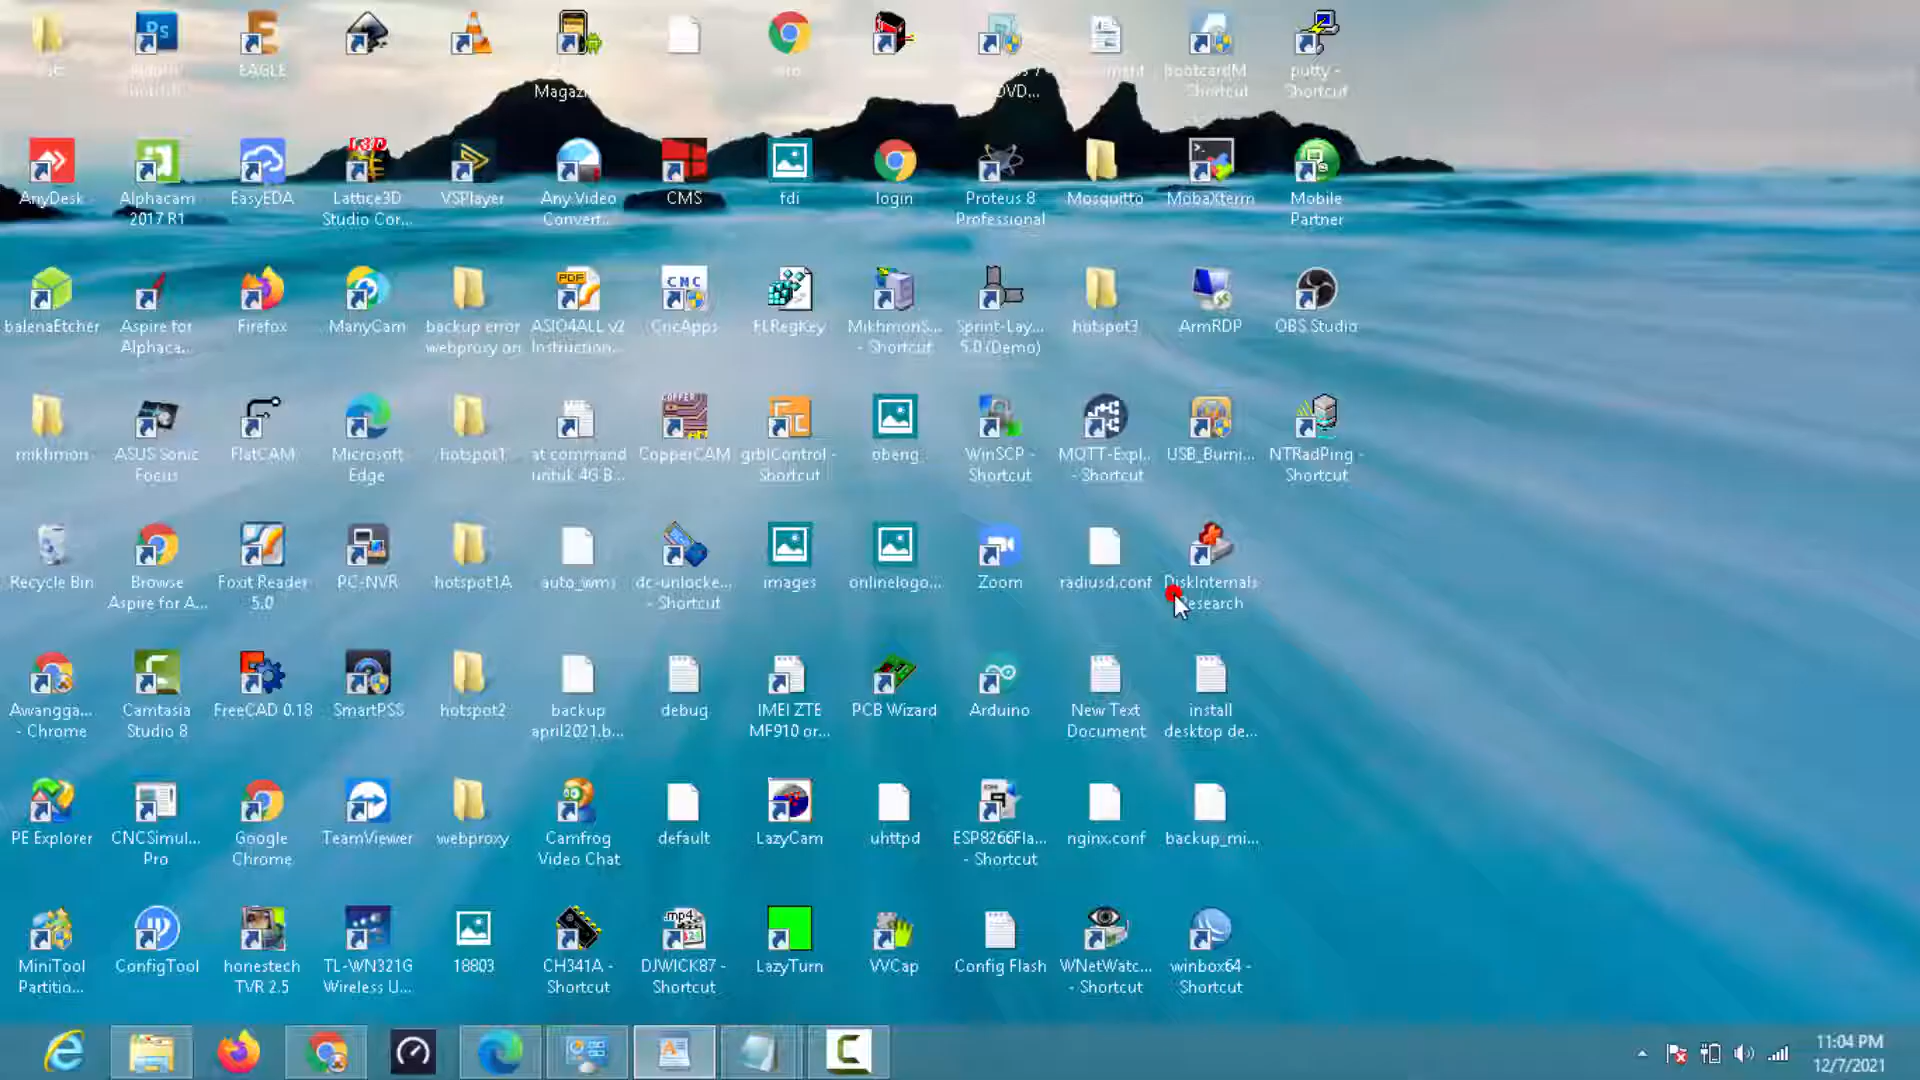 EAGLE
Magazi
DVD...
BootcardM...
Shortcut
putty -
Shortcut
AnyDesk
Alphacam
2017 R1
EasyEDA
Lattice3D
Studio Cor...
VSPlayer
Any Video
Convert...
CMS
fdi
login
Proteus 8
Professional
Mosquitto
MobaXterm
Mobile
Partner
balenaEtcher
Aspire for
Alphaca...
Firefox
ManyCam
backup error
webproxy on
ASIO4ALL v2
Instruction...
CncApps
FLRegKey
MikhmonS...
- Shortcut
Sprint-Lay...
5.0 (Demo)
hotspot3
ArmRDP
OBS Studio
mikhmon
ASUS Sonic
Focus
FlatCAM
Microsoft
Edge
hotspot1
at command
untuk 4G B...
CopperCAM
grblControl -
Shortcut
obeng
WinSCP -
Shortcut
MQTT-Expl...
- Shortcut
USB_Burni...
NTRadPing -
Shortcut
Recycle Bin
Browse
Aspire for A...
Foxit Reader
5.0
PC-NVR
hotspot1A
auto_wms
dc-unlocke...
- Shortcut
images
onlinelogo...
Zoom
radiusd.conf
DiskInternals
Research
Awangga...
- Chrome
Camtasia
Studio 8
FreeCAD 0.18
SmartPSS
hotspot2
backup
april2021.b...
debug
IMEI ZTE
MF910 or...
PCB Wizard
Arduino
New Text
Document
install
desktop de...
PE Explorer
CNCSimul...
Pro
Google
Chrome
TeamViewer
webproxy
Camfrog
Video Chat
default
LazyCam
uhttpd
ESP8266Fla...
- Shortcut
nginx.conf
backup_mi...
MiniTool
Partitio...
ConfigTool
honestech
TVR 2.5
TL-WN321G
Wireless U...
18803
CH341A -
Shortcut
DJWICK87 -
Shortcut
LazyTurn
VVCap
Config Flash
WNetWatc...
- Shortcut
winbox64 -
Shortcut
11:04 PM
12/7/2021